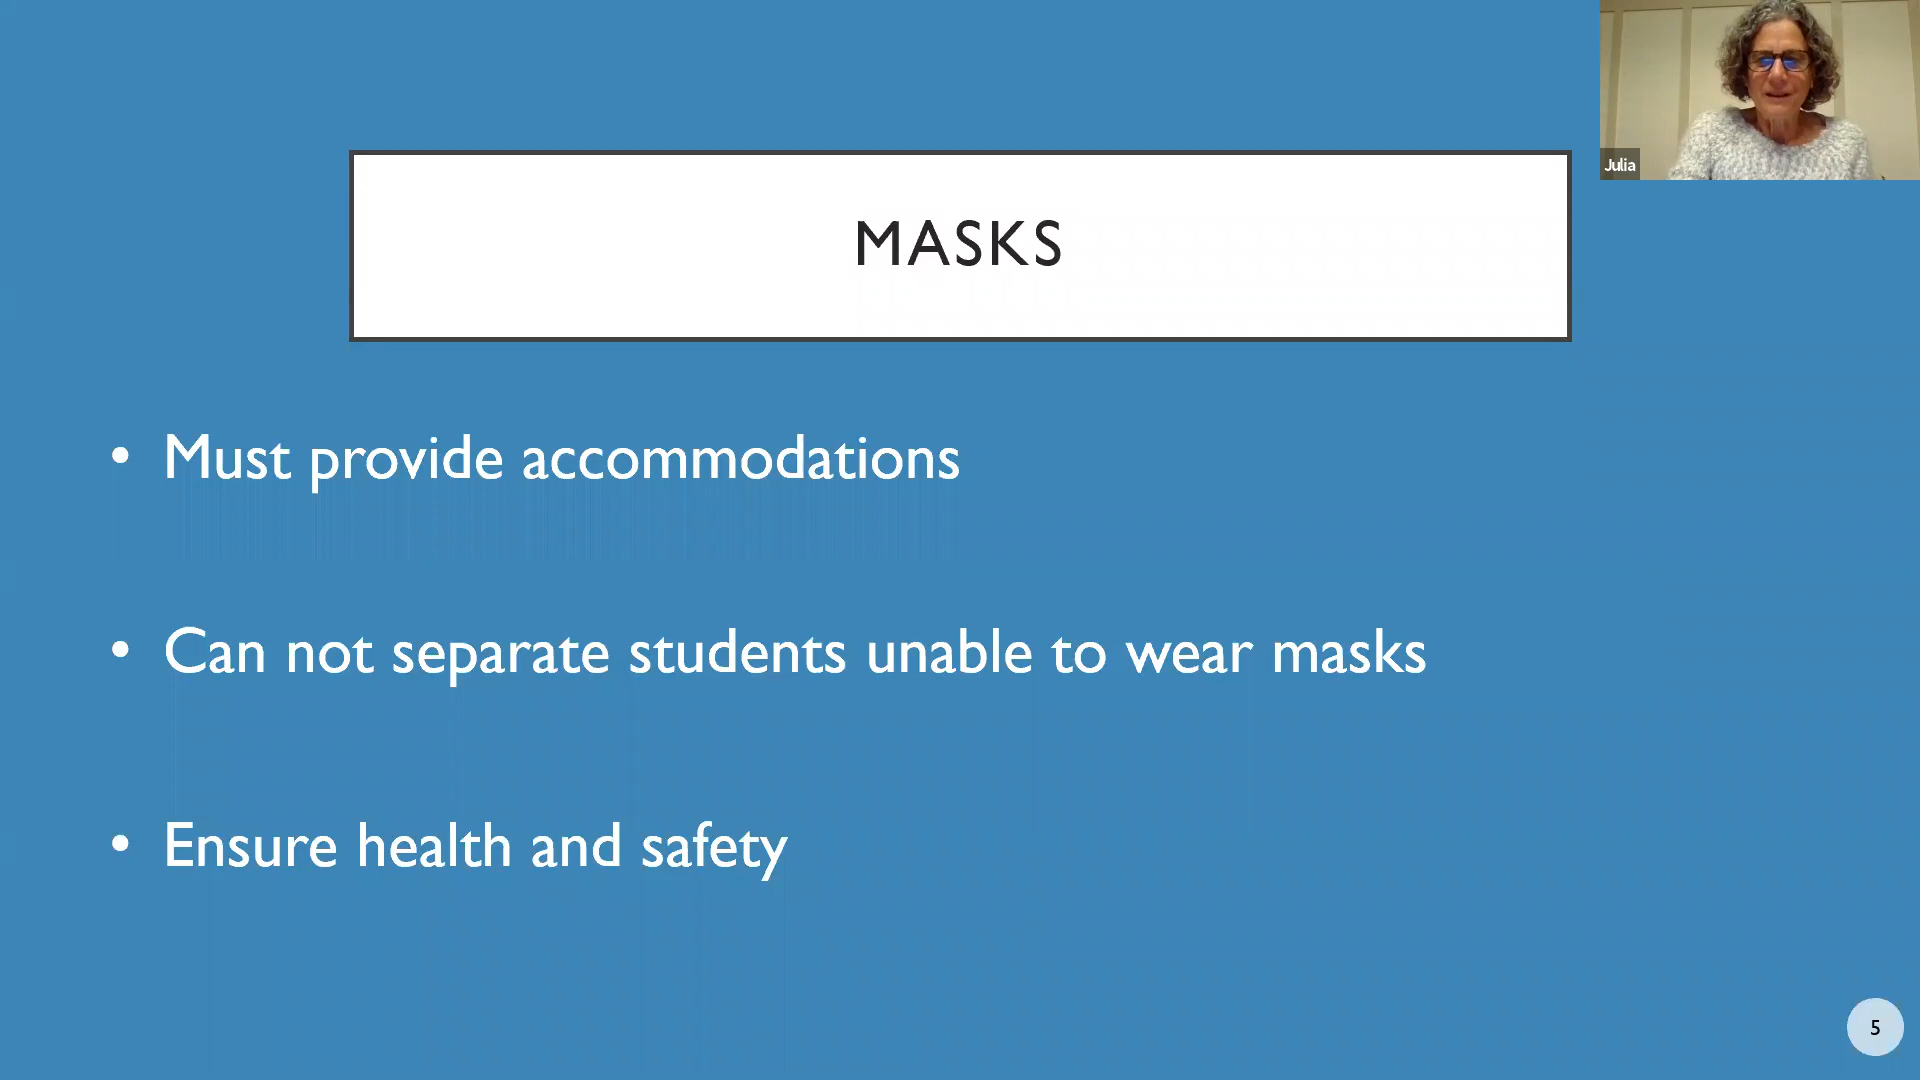 Julia
MASKS
• Must provide accommodations
• Can not separate students unable to wear masks
• Ensure health and safety
5